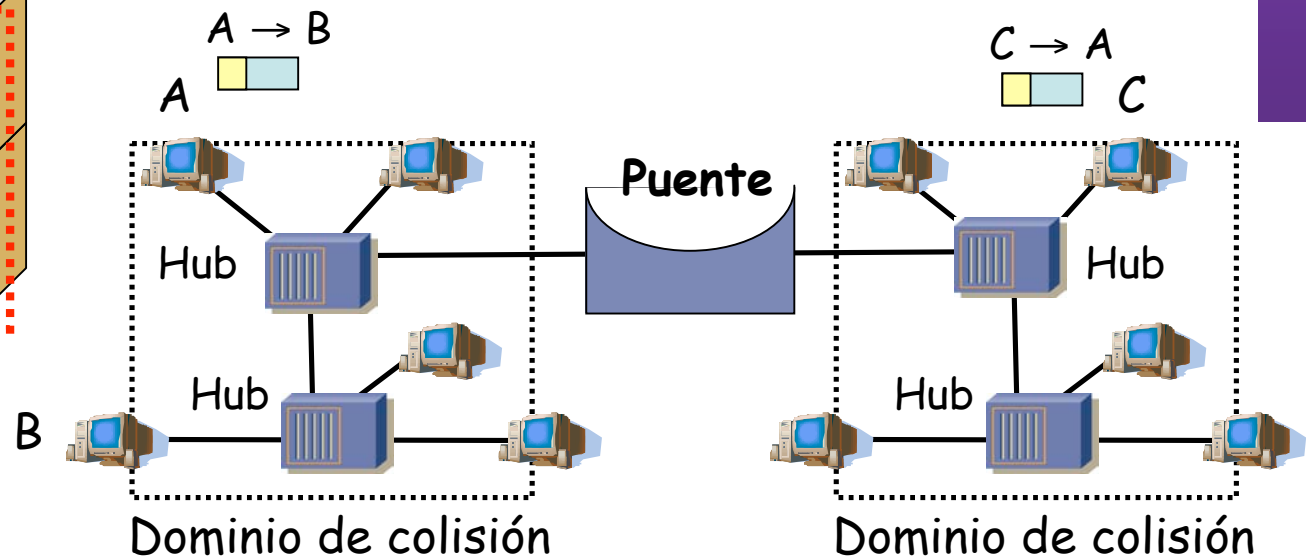 A → B
C → A
A
C
Puente
Hub
Hub
Hub
Hub
B
Dominio de colisión
Dominio de colisión